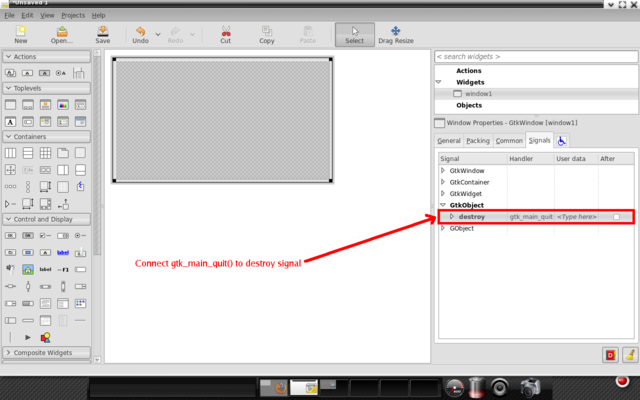 *Unsaved 1
File Edit View Projects Help
New Open... Save Undo Redo Cut Copy Paste Select Drag Resize
Actions
Toplevels
Containers
Control and Display
label
label
Composite Widgets
Connect gtk_main_quit() to destroy signal
< search widgets >
Actions
Widgets
window1
Objects
Window Properties - GtkWindow [window1]
General Packing Common Signals
Signal Handler User data After
GtkWindow
GtkContainer
GtkWidget
GtkObject
destroy gtk_main_quit <Type here>
GObject